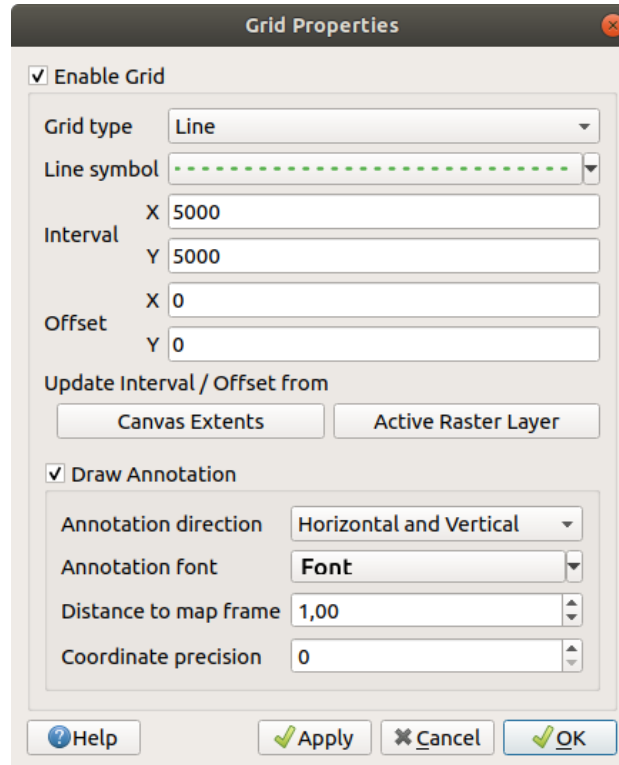 Grid Properties
Enable Grid
Grid type Line
Line symbol
Interval X 5000
Y 5000
Offset X 0
Y 0
Update Interval / Offset from
Canvas Extents Active Raster Layer
Draw Annotation
Annotation direction Horizontal and Vertical
Annotation font Font
Distance to map frame 1,00
Coordinate precision 0
Help Apply Cancel OK